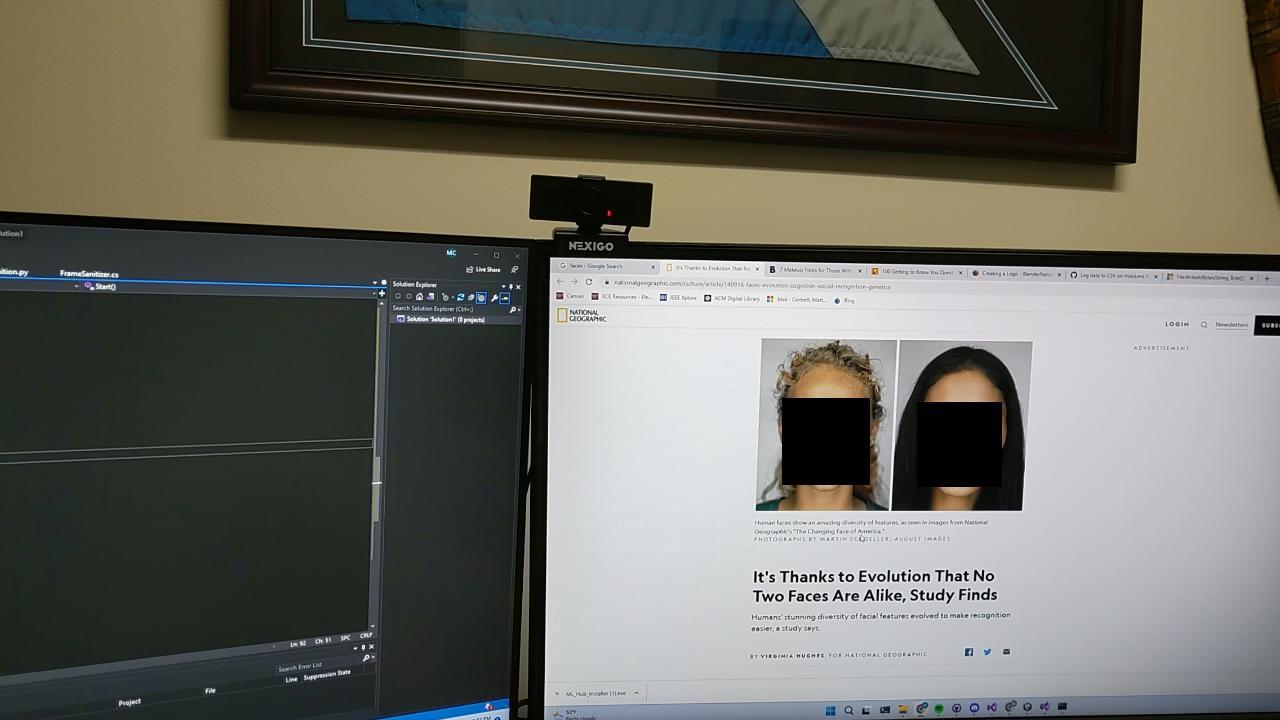 NEXIGO
FrameSanitizer.cs
Start()
MC
Live Share
Solution Explorer
Search Solution Explorer (Ctrl+;)
Solution 'Solution1' (0 projects)
Ln: 92 Ch: 51 SPC CRLF
Search Error List
Line Suppression State
Project File
faces - Google Search
It's Thanks to Evolution That No
7 Makeup Tricks for Those With
100 Getting to Know You Quest
Creating a Logo - BlenderNation
Log data to CSV on HoloLens
File.WriteAllBytes(String, Byte[]
nationalgeographic.com/culture/article/140916-faces-evolution-cognition-social-recognition-genetics
Canvas
ECE Resources - Ele...
IEEE Xplore
ACM Digital Library
Mail - Corbett, Matt...
Blog
NATIONAL
GEOGRAPHIC
LOGIN
Newsletters
ADVERTISEMENT
Human faces show an amazing diversity of features, as seen in images from National
Geographic's "The Changing Face of America."
PHOTOGRAPHS BY MARTIN SCHOELLER, AUGUST IMAGES
It's Thanks to Evolution That No
Two Faces Are Alike, Study Finds
Humans' stunning diversity of facial features evolved to make recognition
easier, a study says.
BY VIRGINIA HUGHES, FOR NATIONAL GEOGRAPHIC
ML_Hub_Installer (1).exe
52°F
Partly cloudy